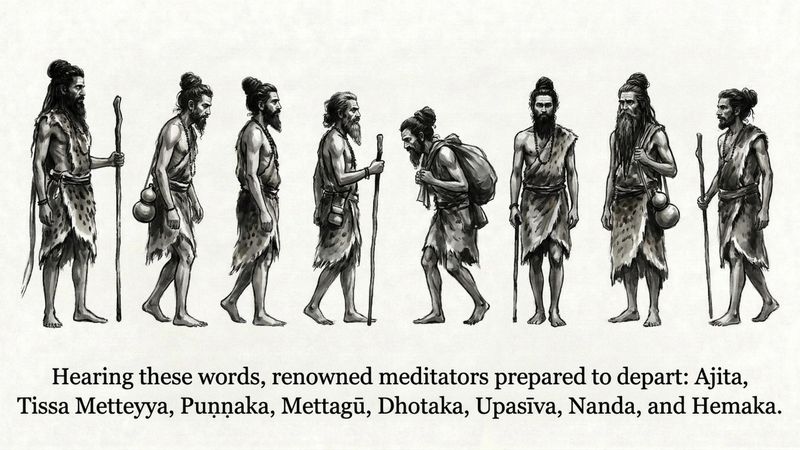 Hearing these words, renowned meditators prepared to depart: Ajita,
Tissa Metteyya, Puṇṇaka, Mettagū, Dhotaka, Upasīva, Nanda, and Hemaka.